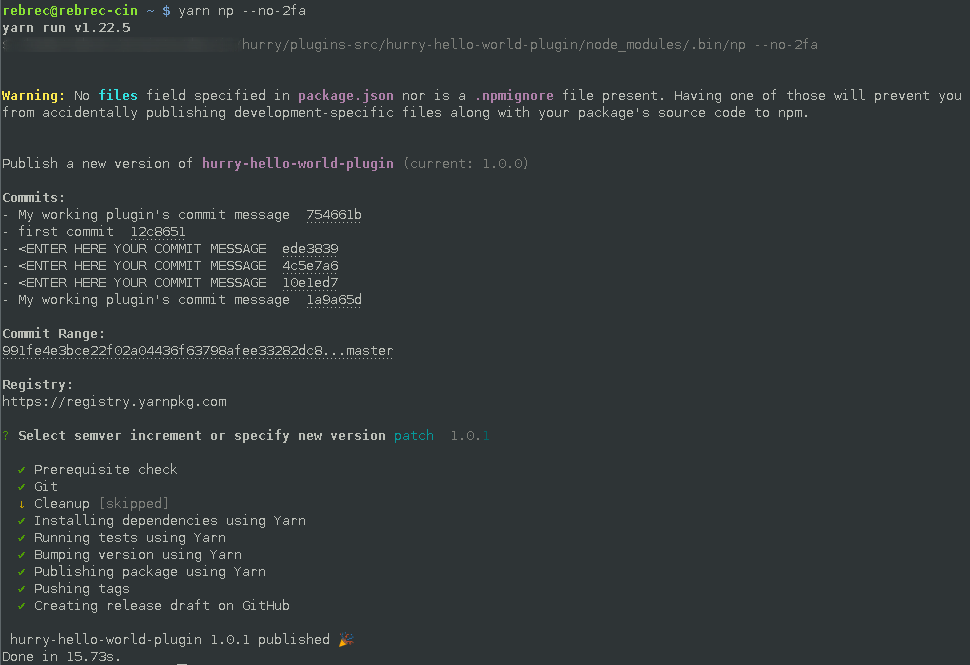 rebrec@rebrec-cin ~ $ yarn np --no-2fa
yarn run v1.22.5
hurry/plugins-src/hurry-hello-world-plugin/node_modules/.bin/np --no-2fa
Warning: No files field specified in package.json nor is a .npmignore file present. Having one of those will prevent you
from accidentally publishing development-specific files along with your package's source code to npm.
Publish a new version of hurry-hello-world-plugin (current: 1.0.0)
Commits:
- My working plugin's commit message  754661b
- first commit  12c8651
- <ENTER HERE YOUR COMMIT MESSAGE  ede3839
- <ENTER HERE YOUR COMMIT MESSAGE  4c5e7a6
- <ENTER HERE YOUR COMMIT MESSAGE  10e1ed7
- My working plugin's commit message  1a9a65d
Commit Range:
991fe4e3bce22f02a04436f63798afee33282dc8...master
Registry:
https://registry.yarnpkg.com
? Select semver increment or specify new version patch  1.0.1
✔ Prerequisite check
✔ Git
↓ Cleanup [skipped]
✔ Installing dependencies using Yarn
✔ Running tests using Yarn
✔ Bumping version using Yarn
✔ Publishing package using Yarn
✔ Pushing tags
✔ Creating release draft on GitHub
hurry-hello-world-plugin 1.0.1 published 🎉
Done in 15.73s.